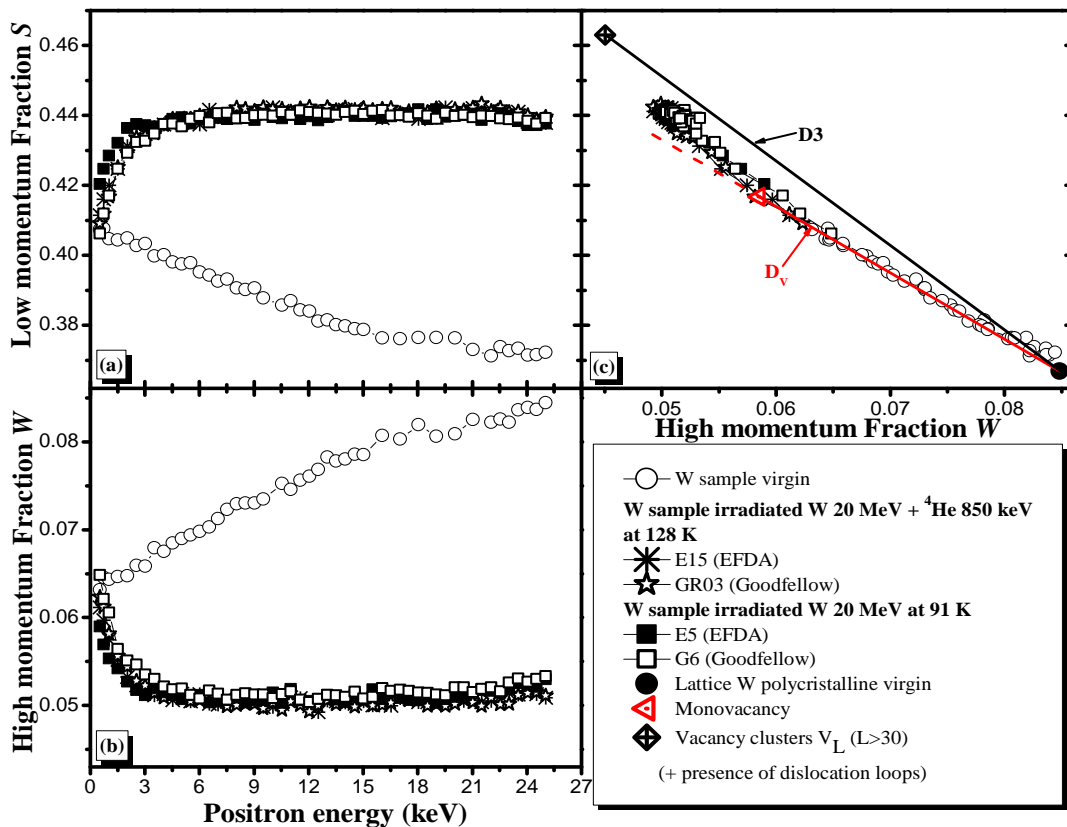 Low momentum Fraction S
0.46
0.44
0.42
0.40
0.38
(a)
High momentum Fraction W
0.08
0.07
0.06
0.05
(b)
0 3 6 9 12 15 18 21 24 27
Positron energy (keV)
D3
D_v
(c)
0.05 0.06 0.07 0.08
High momentum Fraction W
W sample virgin
W sample irradiated W 20 MeV + ⁴He 850 keV
at 128 K
E15 (EFDA)
GR03 (Goodfellow)
W sample irradiated W 20 MeV at 91 K
E5 (EFDA)
G6 (Goodfellow)
Lattice W polycristalline virgin
Monovacancy
Vacancy clusters V_L (L>30)
(+ presence of dislocation loops)